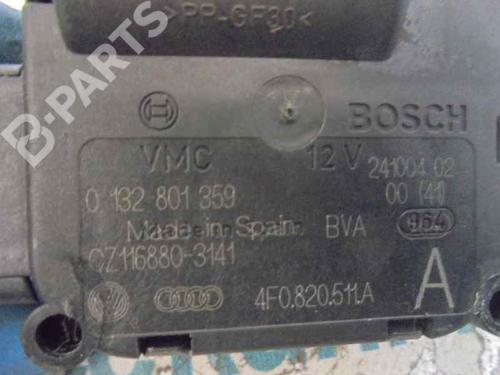 >PP-GF30<
B-PARTS
BOSCH
VMC 12 V 241004 02
0 132 801 359 00 (41)
Made in Spain BVA 964
CZ116880-3141
4F0.820.511.A A